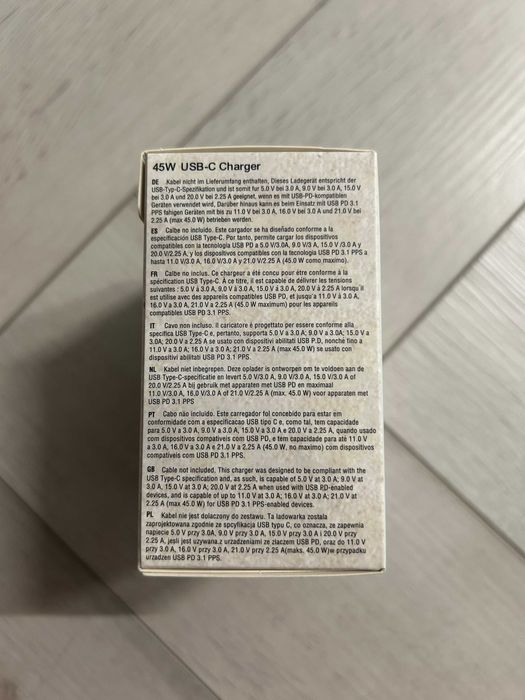 45W USB-C Charger
DE Kabel nicht im Lieferumfang enthalten, Dieses Ladegerät entspricht der
USB-Typ-C-Spezifikation und ist somit fur 5.0 V bei 3.0 A, 9.0 V bei 3.0 A, 15.0 V
bei 3.0 A und 20.0 V bei 2.25 A geeignet, wenn es mit USB-PD-kompatiblen
Geräten verwendet wird, Darüber hinaus kann es beim Einsatz mit USB PD 3.1
PPS fahigen Geräten mit bis zu 11.0 V bei 3.0 A, 16.0 V bei 3.0 A und 21.0 V bei
2.25 A (max 45.0 W) betrieben werden.
ES Cable no incluido. Este cargador se ha diseñado conforme a la
especificación USB Type-C. Por tanto, permite cargar los dispositivos
compatibles con la tecnología USB PD a 5.0 V/3.0A, 9.0 V/3 A, 15.0 V/3.0 A y
20.0 V/2.25 A, y los dispositivos compatibles con la tecnologia USB PD 3.1 PPS a
hasta 11.0 V/3.0 A, 16.0 V/3.0 A y 21.0 V/2.25 A (45.0 W como maximo).
FR Calbe no inclus. Ce chargeur a été concu pour être conforme à la
spécification USB Type-C. À ce titre, il est capable de délivrer les tensions
suivantes : 5.0 V à 3.0 A, 9.0 V à 3.0 A, 15.0 V à 3.0 A, 20.0 V à 2.25 A lorsqu il
est utilise avec des appareils compatibles USB PD, et jusqu'a 11.0 V à 3.0 A,
16.0 V à 3.0 A, 21.0 V à 2.25 A (45.0 W maximum) pour les appareils
compatibles USB PD 3.1 PPS.
IT Cavo non incluso. Il caricatore è progettato per essere conforme alla
specifica USB Type-C e, pertanto, supporta 5.0 V a 3.0 A; 9.0 V a 3.0A; 15.0 V a
3.0A; 20.0 V a 2.25 A se usato con dispositivi abilitati USB P.D, nonché fino a
11.0 V a 3.0 A; 16.0 V a 3.0 A; 21.0 V a 2.25 A (max 45.0 W) se usato con
dispositivi abilitati USB PD 3.1 PPS.
NL Kabel niet inbegrepen. Deze oplader is ontworpen om te voldoen aan de
USB Type-C-specificatie en levert 5.0 V/3.0 A, 9.0 V/3.0 A, 15.0 V/3.0 A of
20.0 V/2.25 A bij gebruik met apparaten met USB PD en maximaal
11.0 V/3.0 A, 16.0 V/3.0 A of 21.0 V/2.25 A (max. 45.0 W) voor apparaten met
USB PD 3.1 PPS
PT Cabo não incluido. Este carregador foi concebido para estar em
conformidade com a especificacao USB tipo C e, como tal, tem capacidade
para 5.0 V a 3.0 A, 9.0 V a 3.0 A, 15.0 V a 3.0 A e 20.0 V a 2.25 A, quando usado
com dispositivos compativeis com USB PD, e tem capacidade para até 11.0 V
a 3.0 A, 16.0 V a 3.0 A e 21.0 V a 2.25 A (45.0 W, no maximo) com dispositivos
compativeis com USB PD 3.1 PPS.
GB Cable not included. This charger was designed to be compliant with the
USB Type-C specification and, as such, is capable of 5.0 V at 3.0 A; 9.0 V at
3.0 A, 15.0 V at 3.0 A; 20.0 V at 2.25 A when used with USB PD-enabled
devices, and is capable of up to 11.0 V at 3.0 A; 16.0 V at 3.0 A; 21.0 V at
2.25 A (max 45.0 W) for USB PD 3.1 PPS-enabled devices.
PL Kabel nie jest dolaczony do zestawu. Ta ladowarka zostala
zaprojektowana zgodnie ze spcyfikacja USB typu C, co oznacza, ze zapewnia
napiecie 5.0 V przy 3.0A, 9.0 V przy 3.0 A, 15.0 V przy 3.0 A i 20.0 V przy
2.25 A, jesli jest uzywana z urzadzeniami ze zlaczem USB PD, oraz do 11.0 V
przy 3.0 A, 16.0 V przy 3.0 A, 21.0 V przy 2.25 A(maks. 45.0 W)w przypadku
urzadzen USB PD 3.1 PPS.